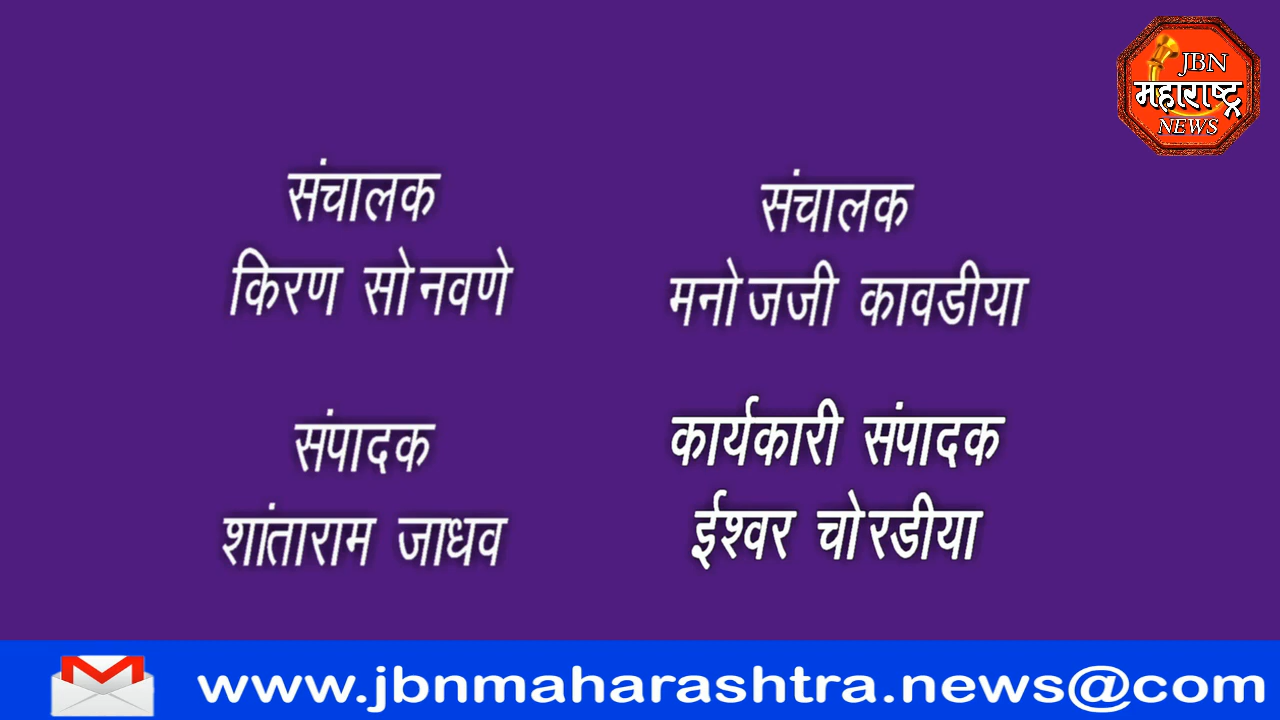 JBN
महाराष्ट्र
NEWS
संचालक
किरण सोनवणे
संचालक
मनोजजी कावडीया
संपादक
शांताराम जाधव
कार्यकारी संपादक
ईश्वर चोरडीया
www.jbnmaharashtra.news@com